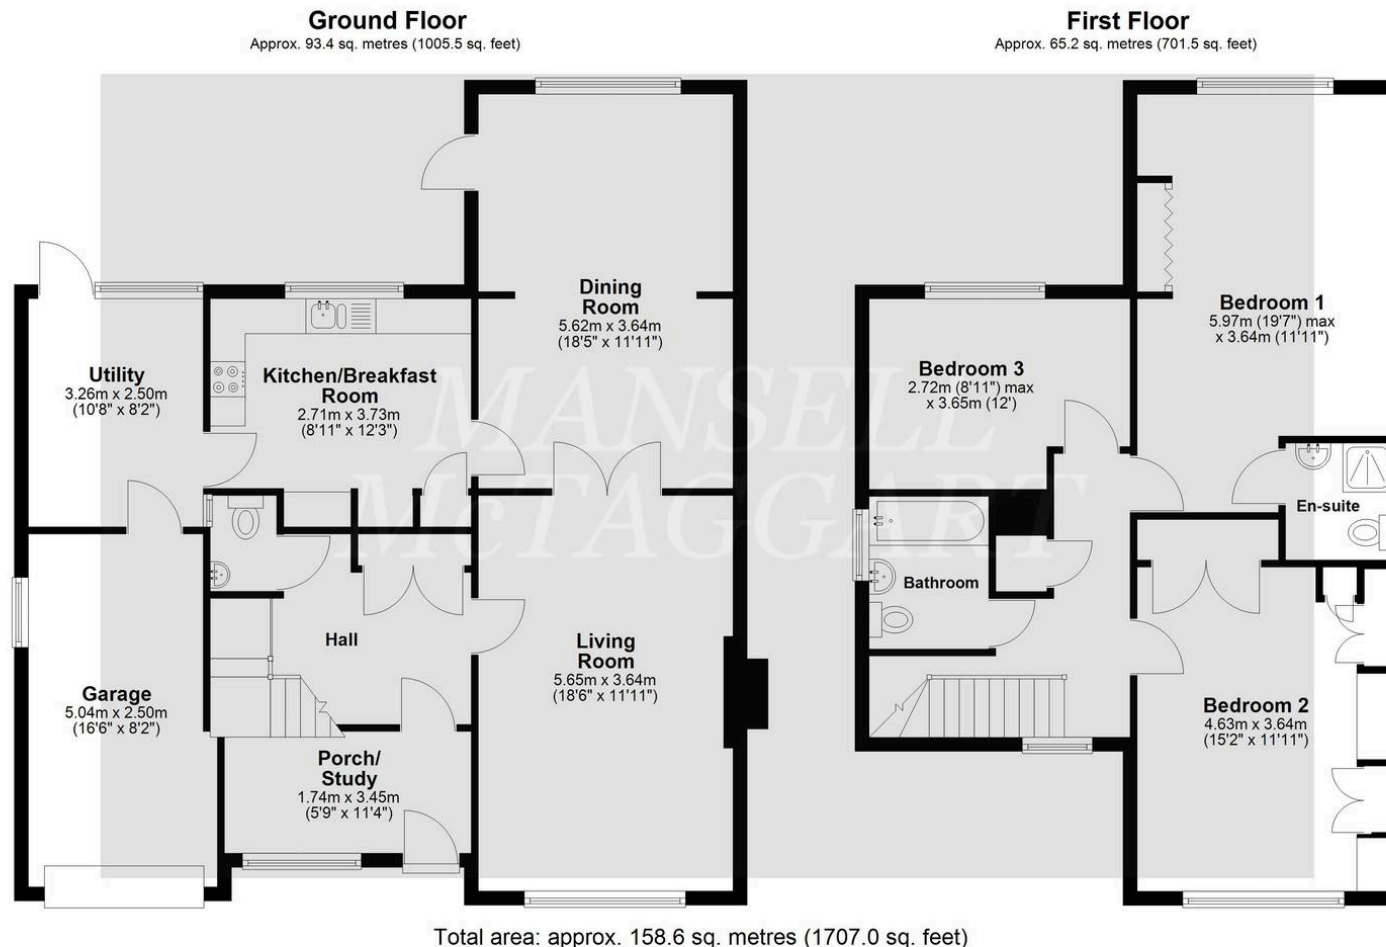 Ground Floor
Approx. 93.4 sq. metres (1005.5 sq. feet)
First Floor
Approx. 65.2 sq. metres (701.5 sq. feet)
Dining
Room
5.62m x 3.64m
(18'5" x 11'11")
Utility
3.26m x 2.50m
(10'8" x 8'2")
Kitchen/Breakfast
Room
2.71m x 3.73m
(8'11" x 12'3")
Hall
Living
Room
5.65m x 3.64m
(18'6" x 11'11")
Garage
5.04m x 2.50m
(16'6" x 8'2")
Porch/
Study
1.74m x 3.45m
(5'9" x 11'4")
Bedroom 1
5.97m (19'7") max
x 3.64m (11'11")
Bedroom 3
2.72m (8'11") max
x 3.65m (12')
En-suite
Bathroom
Bedroom 2
4.63m x 3.64m
(15'2" x 11'11")
MANSELL
McTAGGART
Total area: approx. 158.6 sq. metres (1707.0 sq. feet)